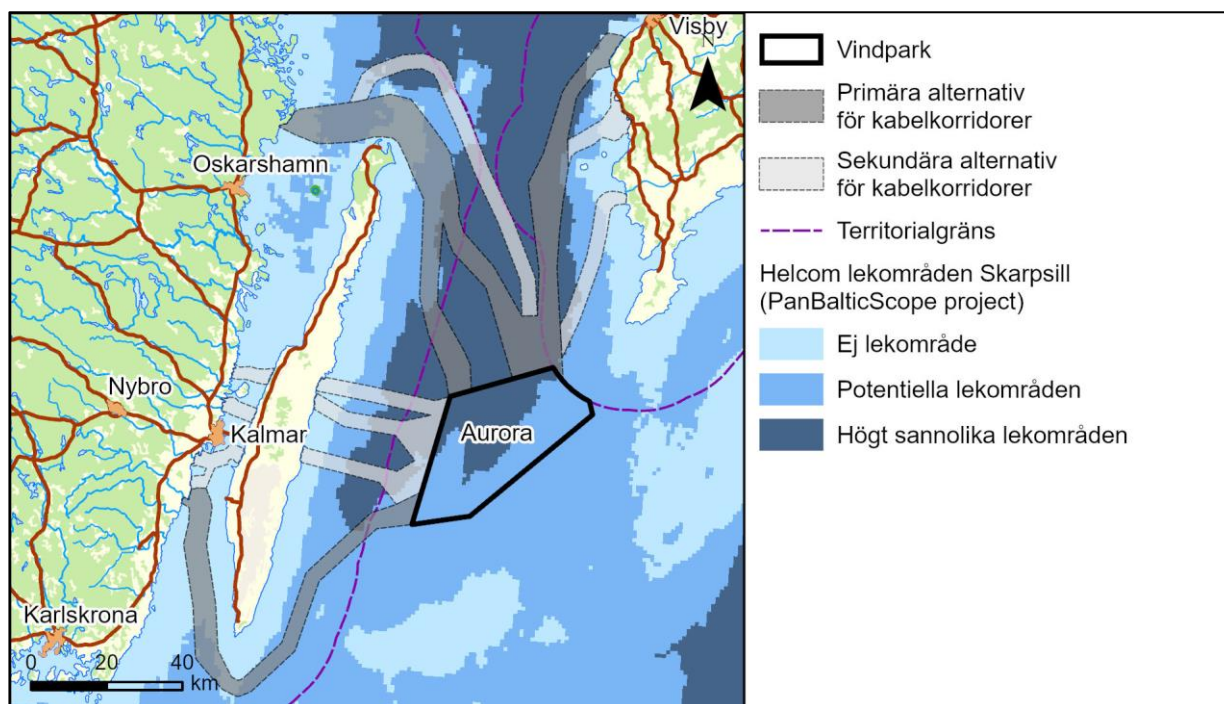 Visby
N
Oskarshamn
Nybro
Kalmar
Aurora
Karlskrona
0 20 40
km
Vindpark
Primära alternativ
för kabelkorridorer
Sekundära alternativ
för kabelkorridorer
Territorialgräns
Helcom lekområden Skarpsill
(PanBalticScope project)
Ej lekområde
Potentiella lekområden
Högt sannolika lekområden